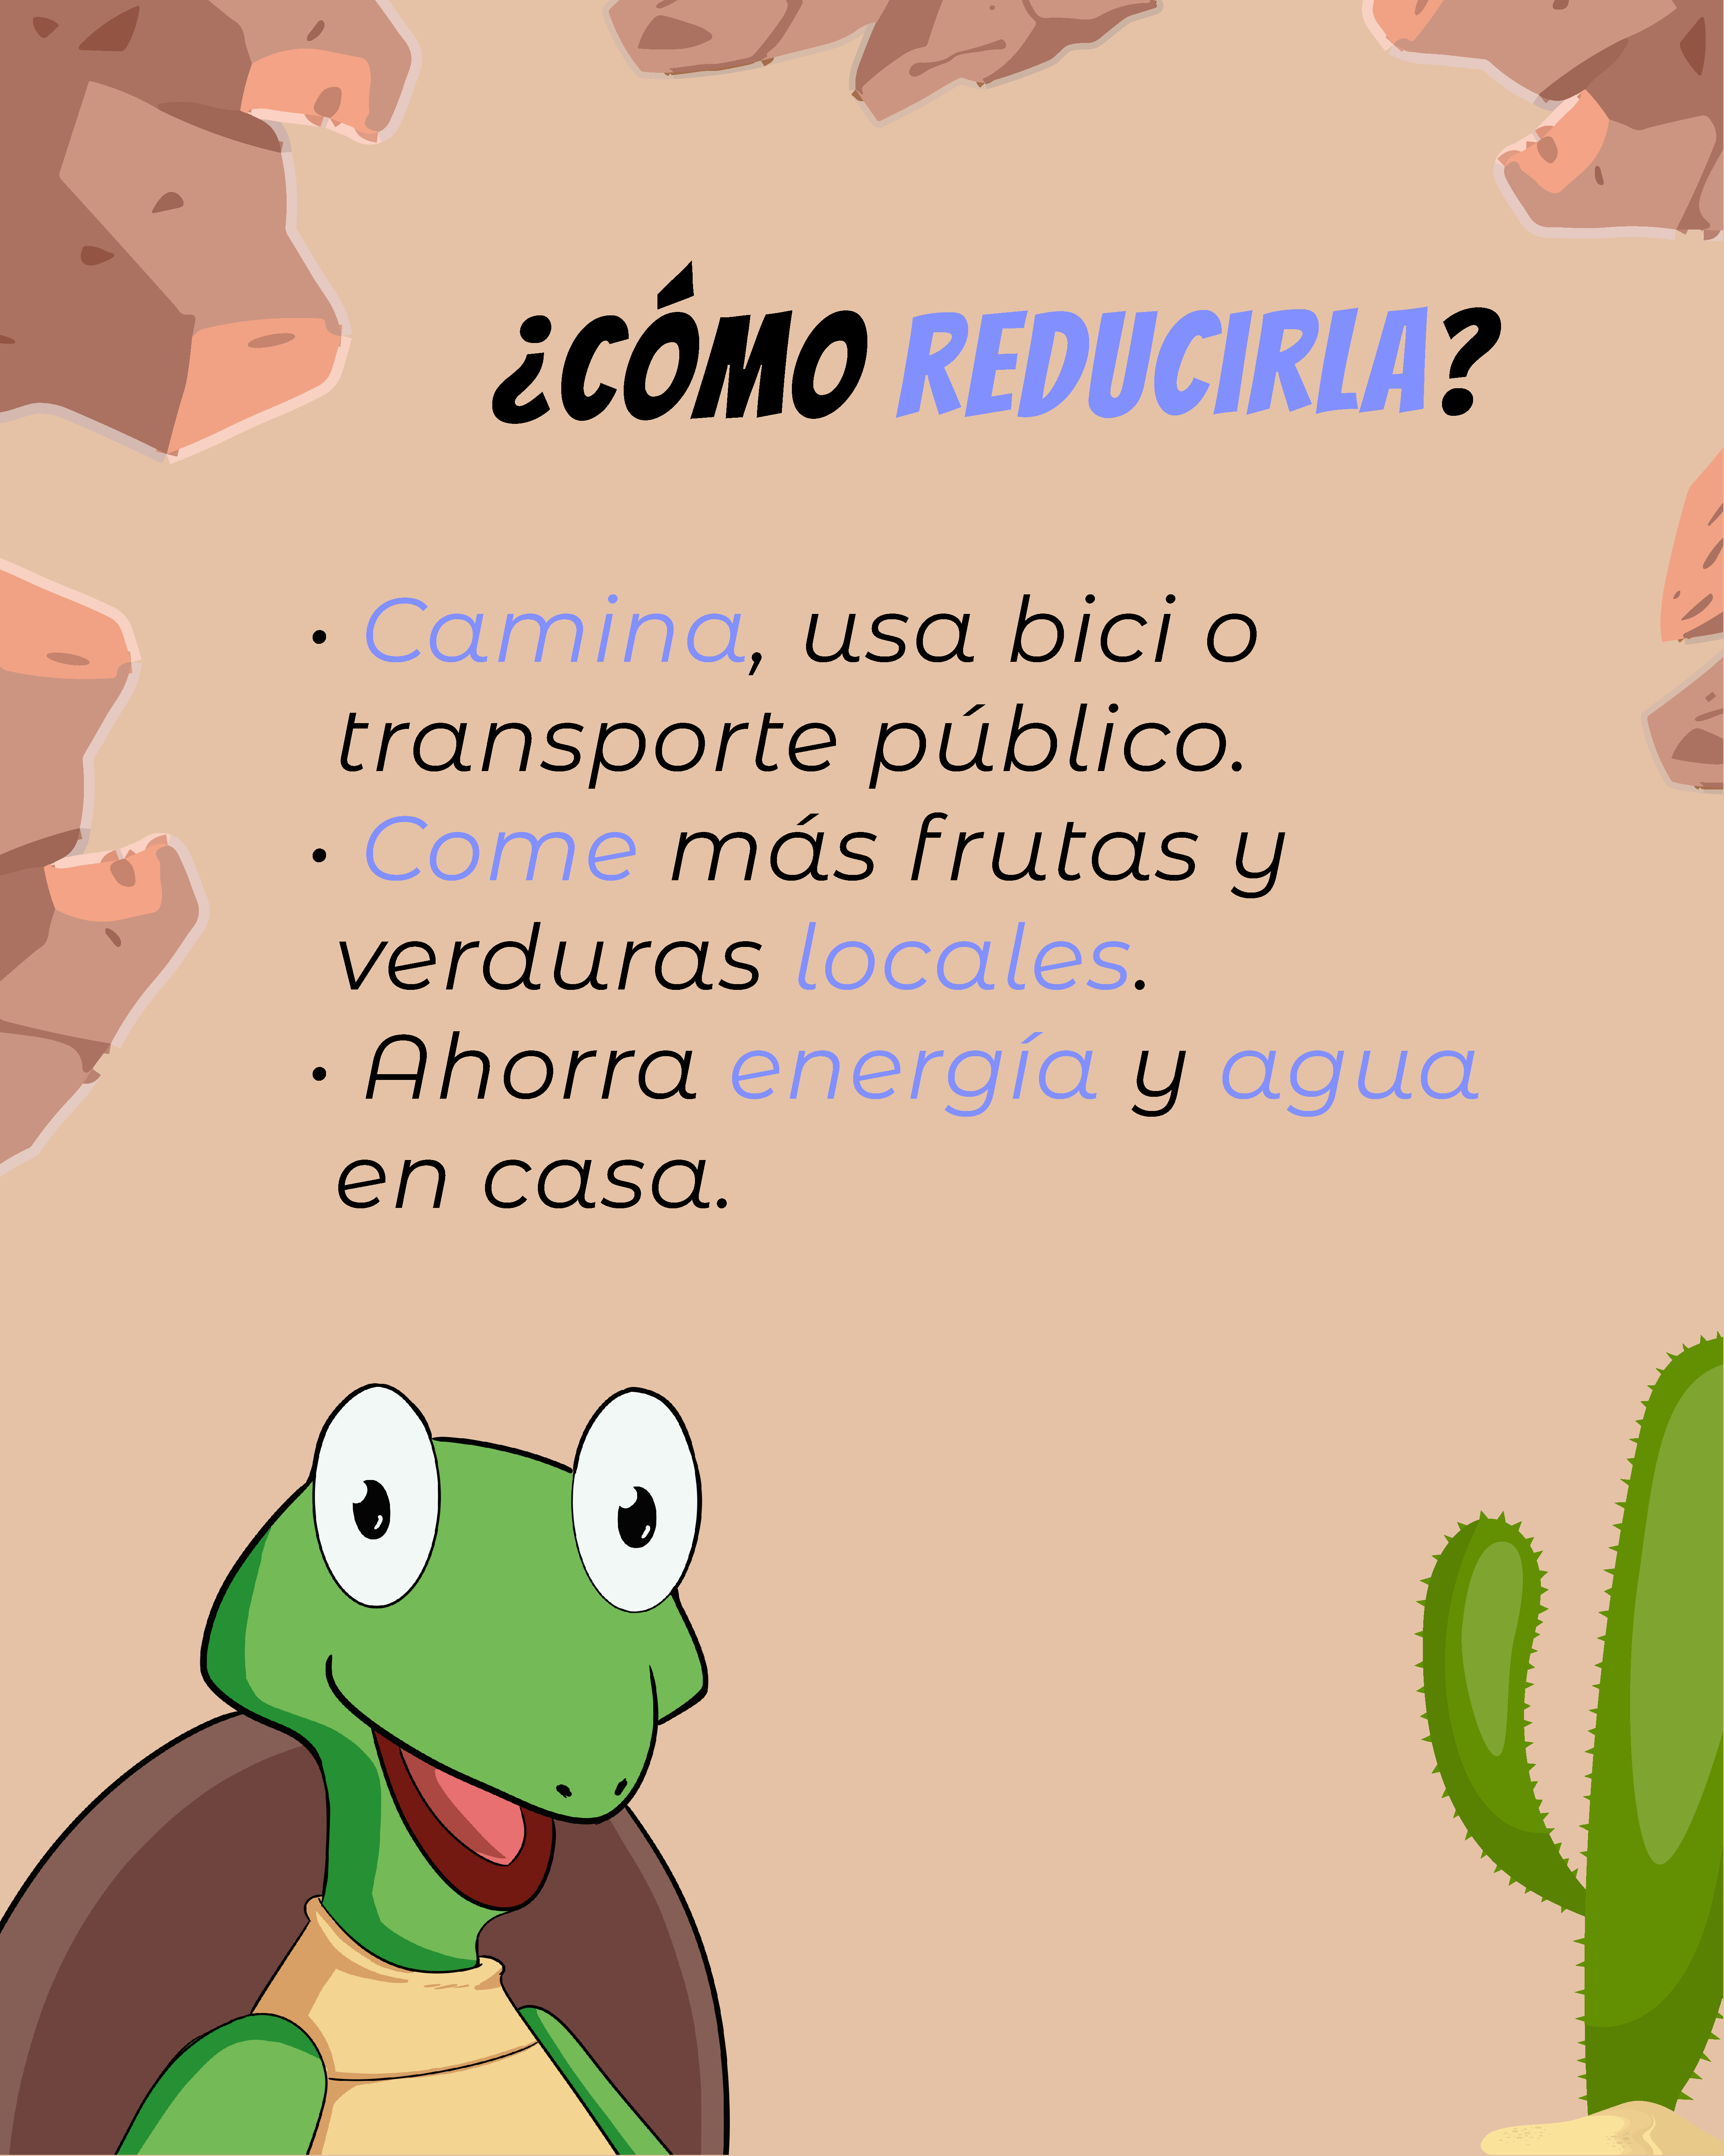 ¿CÓMO REDUCIRLA?
• Camina, usa bici o
transporte público.
• Come más frutas y
verduras locales.
• Ahorra energía y agua
en casa.